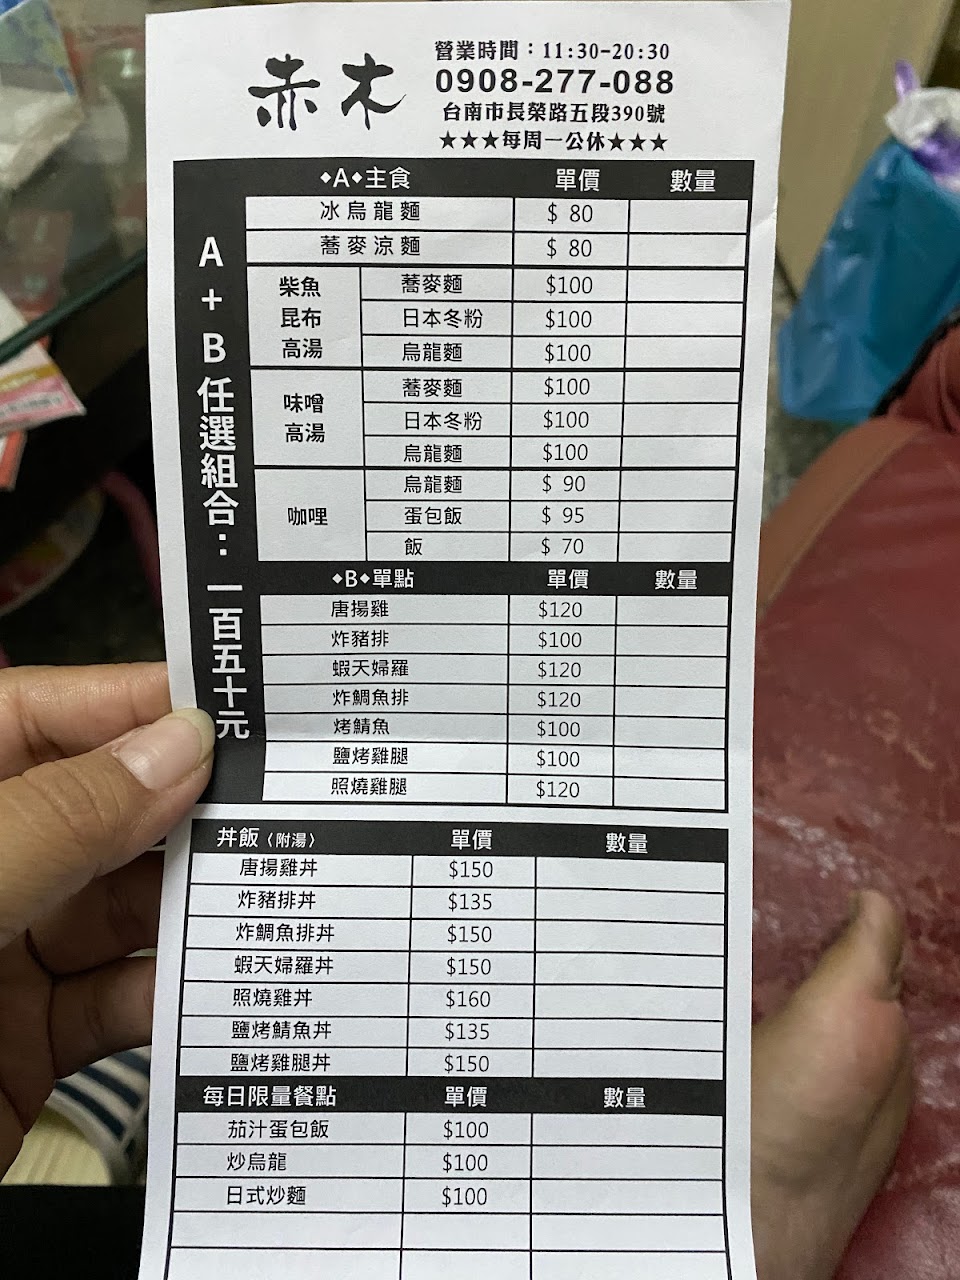 赤木
營業時間：11:30-20:30
0908-277-088
台南市長榮路五段390號
★★★每周一公休★★★
A+B任選組合：一百五十元
◆A◆主食 單價 數量
冰烏龍麵 $ 80
蕎麥涼麵 $ 80
柴魚昆布高湯
蕎麥麵 $100
日本冬粉 $100
烏龍麵 $100
味噌高湯
蕎麥麵 $100
日本冬粉 $100
烏龍麵 $100
咖哩
烏龍麵 $ 90
蛋包飯 $ 95
飯 $ 70
◆B◆單點 單價 數量
唐揚雞 $120
炸豬排 $100
蝦天婦羅 $120
炸鯛魚排 $120
烤鯖魚 $100
鹽烤雞腿 $100
照燒雞腿 $120
丼飯〈附湯〉 單價 數量
唐揚雞丼 $150
炸豬排丼 $135
炸鯛魚排丼 $150
蝦天婦羅丼 $150
照燒雞丼 $160
鹽烤鯖魚丼 $135
鹽烤雞腿丼 $150
每日限量餐點 單價 數量
茄汁蛋包飯 $100
炒烏龍 $100
日式炒麵 $100